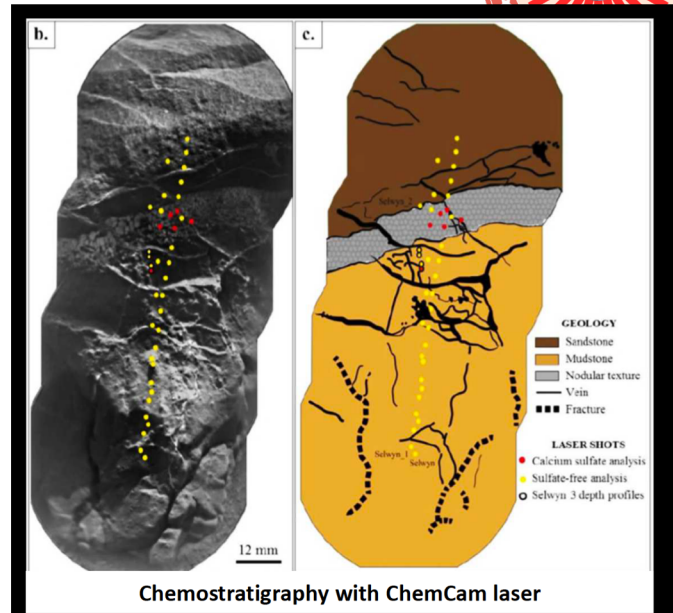 b.
12 mm
c.
Selwyn_2
Selwyn_1
Selwyn
GEOLOGY
Sandstone
Mudstone
Nodular texture
Vein
Fracture
LASER SHOTS
Calcium sulfate analysis
Sulfate-free analysis
Selwyn 3 depth profiles
Chemostratigraphy with ChemCam laser